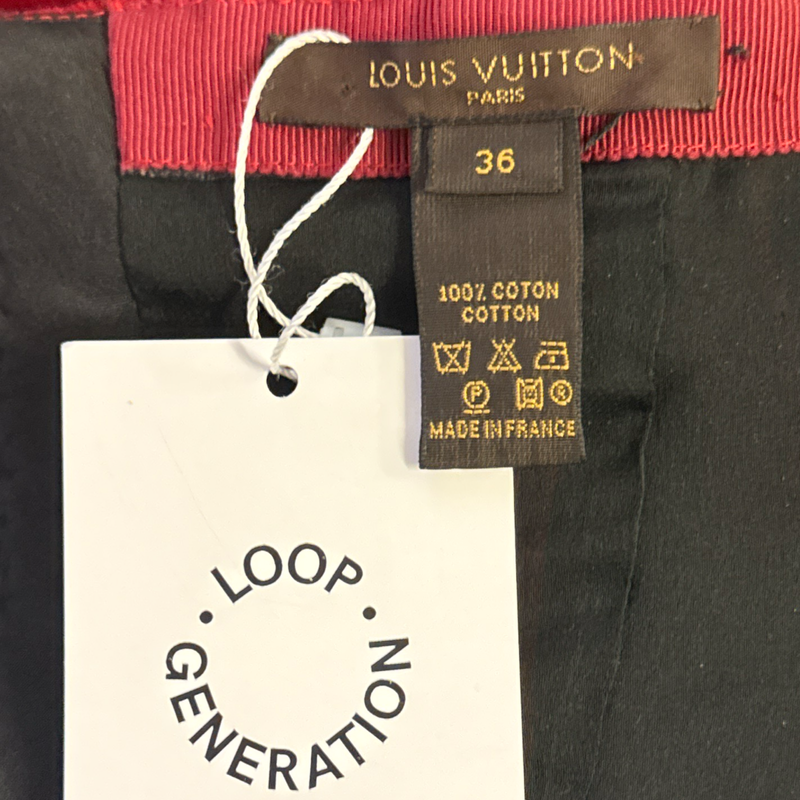 LOUIS VUITTON
PARIS
36
100% COTON
COTTON
P
®
MADE IN FRANCE
LOOP
GENERATION